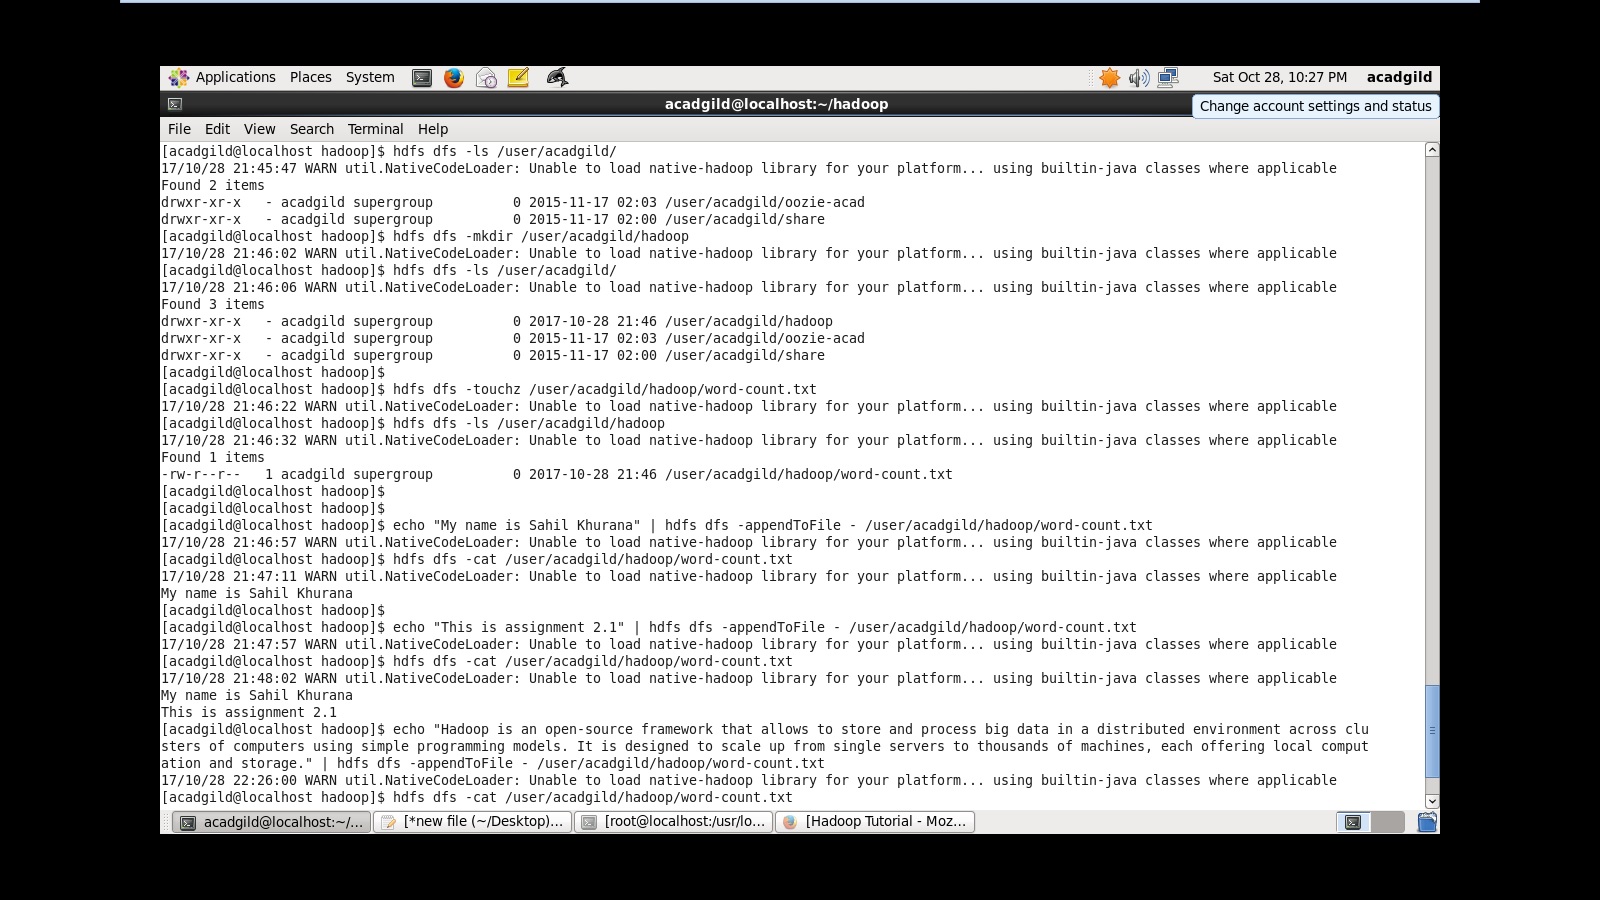 Applications Places System Sat Oct 28, 10:27 PM acadgild
acadgild@localhost:~/hadoop
Change account settings and status
File Edit View Search Terminal Help
[acadgild@localhost hadoop]$ hdfs dfs -ls /user/acadgild/
17/10/28 21:45:47 WARN util.NativeCodeLoader: Unable to load native-hadoop library for your platform... using builtin-java classes where applicable
Found 2 items
drwxr-xr-x   - acadgild supergroup          0 2015-11-17 02:03 /user/acadgild/oozie-acad
drwxr-xr-x   - acadgild supergroup          0 2015-11-17 02:00 /user/acadgild/share
[acadgild@localhost hadoop]$ hdfs dfs -mkdir /user/acadgild/hadoop
17/10/28 21:46:02 WARN util.NativeCodeLoader: Unable to load native-hadoop library for your platform... using builtin-java classes where applicable
[acadgild@localhost hadoop]$ hdfs dfs -ls /user/acadgild/
17/10/28 21:46:06 WARN util.NativeCodeLoader: Unable to load native-hadoop library for your platform... using builtin-java classes where applicable
Found 3 items
drwxr-xr-x   - acadgild supergroup          0 2017-10-28 21:46 /user/acadgild/hadoop
drwxr-xr-x   - acadgild supergroup          0 2015-11-17 02:03 /user/acadgild/oozie-acad
drwxr-xr-x   - acadgild supergroup          0 2015-11-17 02:00 /user/acadgild/share
[acadgild@localhost hadoop]$
[acadgild@localhost hadoop]$ hdfs dfs -touchz /user/acadgild/hadoop/word-count.txt
17/10/28 21:46:22 WARN util.NativeCodeLoader: Unable to load native-hadoop library for your platform... using builtin-java classes where applicable
[acadgild@localhost hadoop]$ hdfs dfs -ls /user/acadgild/hadoop
17/10/28 21:46:32 WARN util.NativeCodeLoader: Unable to load native-hadoop library for your platform... using builtin-java classes where applicable
Found 1 items
-rw-r--r--   1 acadgild supergroup          0 2017-10-28 21:46 /user/acadgild/hadoop/word-count.txt
[acadgild@localhost hadoop]$
[acadgild@localhost hadoop]$
[acadgild@localhost hadoop]$ echo "My name is Sahil Khurana" | hdfs dfs -appendToFile - /user/acadgild/hadoop/word-count.txt
17/10/28 21:46:57 WARN util.NativeCodeLoader: Unable to load native-hadoop library for your platform... using builtin-java classes where applicable
[acadgild@localhost hadoop]$ hdfs dfs -cat /user/acadgild/hadoop/word-count.txt
17/10/28 21:47:11 WARN util.NativeCodeLoader: Unable to load native-hadoop library for your platform... using builtin-java classes where applicable
My name is Sahil Khurana
[acadgild@localhost hadoop]$
[acadgild@localhost hadoop]$ echo "This is assignment 2.1" | hdfs dfs -appendToFile - /user/acadgild/hadoop/word-count.txt
17/10/28 21:47:57 WARN util.NativeCodeLoader: Unable to load native-hadoop library for your platform... using builtin-java classes where applicable
[acadgild@localhost hadoop]$ hdfs dfs -cat /user/acadgild/hadoop/word-count.txt
17/10/28 21:48:02 WARN util.NativeCodeLoader: Unable to load native-hadoop library for your platform... using builtin-java classes where applicable
My name is Sahil Khurana
This is assignment 2.1
[acadgild@localhost hadoop]$ echo "Hadoop is an open-source framework that allows to store and process big data in a distributed environment across clu
sters of computers using simple programming models. It is designed to scale up from single servers to thousands of machines, each offering local comput
ation and storage." | hdfs dfs -appendToFile - /user/acadgild/hadoop/word-count.txt
17/10/28 22:26:00 WARN util.NativeCodeLoader: Unable to load native-hadoop library for your platform... using builtin-java classes where applicable
[acadgild@localhost hadoop]$ hdfs dfs -cat /user/acadgild/hadoop/word-count.txt
acadgild@localhost:~/... [*new file (~/Desktop)... [root@localhost:/usr/lo... [Hadoop Tutorial - Moz...